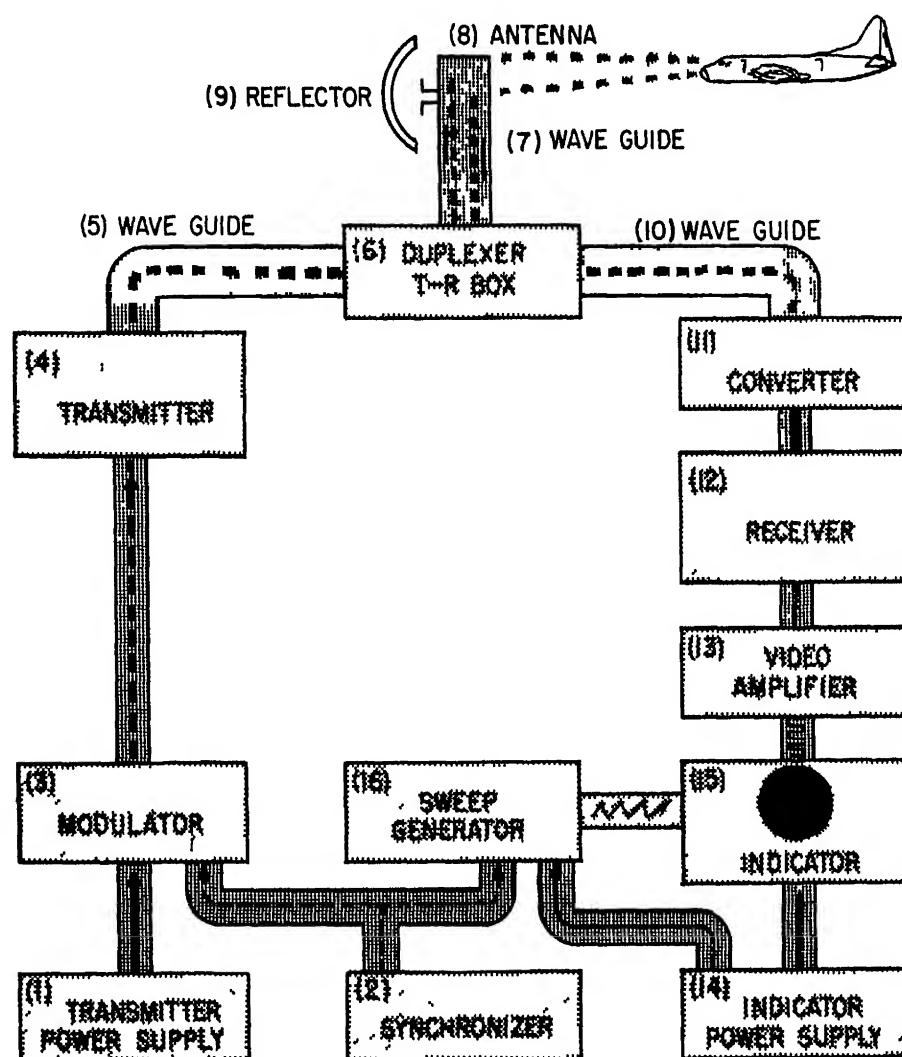 (8) ANTENNA
(9) REFLECTOR
(7) WAVE GUIDE
(5) WAVE GUIDE
(10) WAVE GUIDE
(6) DUPLEXER
T-R BOX
(4)
TRANSMITTER
(11)
CONVERTER
(12)
RECEIVER
(13) VIDEO
AMPLIFIER
(3)
MODULATOR
(16)
SWEEP
GENERATOR
(15)
INDICATOR
(1)
TRANSMITTER
POWER SUPPLY
(2)
SYNCHRONIZER
(14)
INDICATOR
POWER SUPPLY